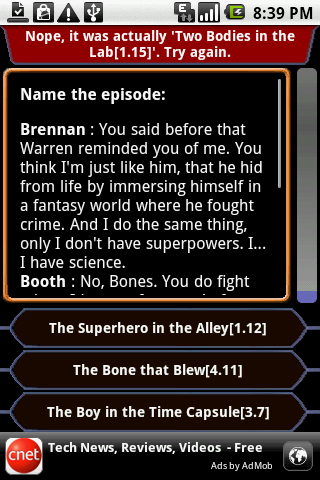 8:39 PM
Nope, it was actually 'Two Bodies in the
Lab[1.15]'. Try again.
Name the episode:
Brennan : You said before that
Warren reminded you of me. You
think I'm just like him, that he hid
from life by immersing himself in
a fantasy world where he fought
crime. And I do the same thing,
only I don't have superpowers. I...
I have science.
Booth : No, Bones. You do fight
The Superhero in the Alley[1.12]
The Bone that Blew[4.11]
The Boy in the Time Capsule[3.7]
cnet
Tech News, Reviews, Videos - Free
Ads by AdMob